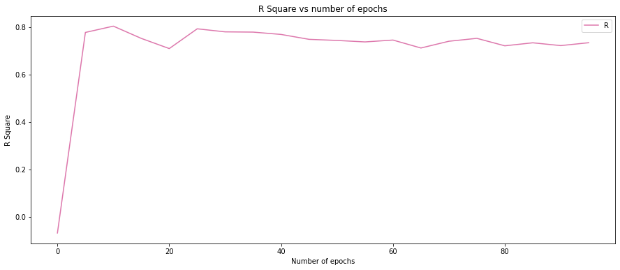 R Square vs number of epochs
R
0.8
0.6
0.4
0.2
0.0
R Square
0 20 40 60 80
Number of epochs